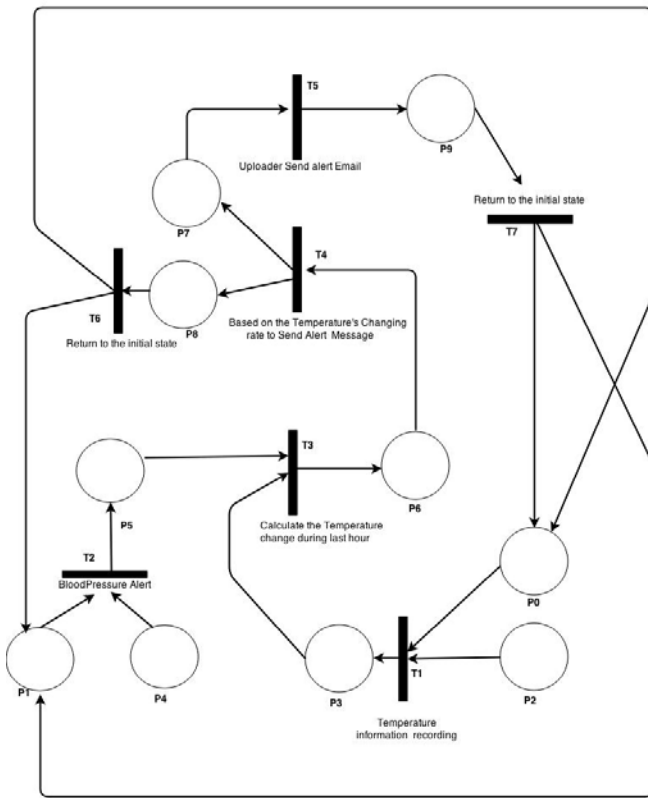 T5
Uploader Send alert Email
P9
Return to the initial state
T7
P7
T4
T6
P8
Based on the Temperature's Changing
rate to Send Alert Message
Return to the initial state
T3
P6
P5
Calculate the Temperature
change during last hour
T2
BloodPressure Alert
P0
P1
P4
P3
T1
P2
Temperature
information recording